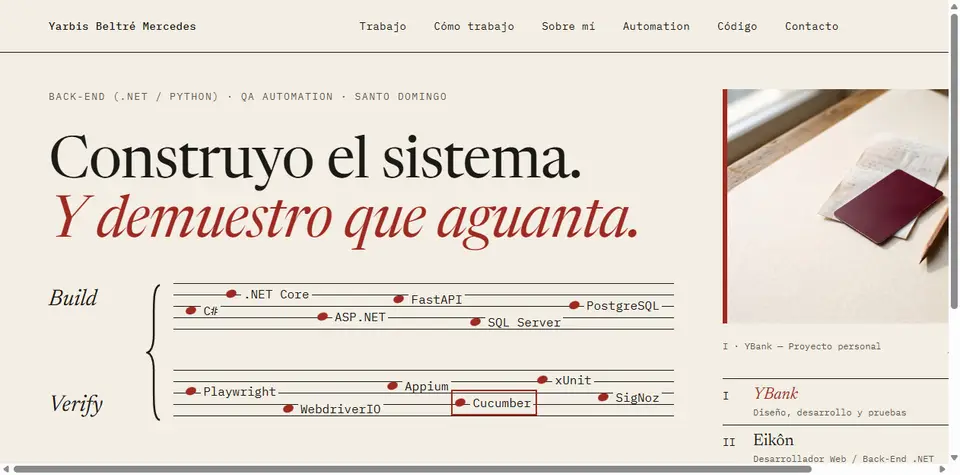 Yarbis Beltré Mercedes
Trabajo Cómo trabajo Sobre mí Automation Código Contacto
BACK-END (.NET / PYTHON) · QA AUTOMATION · SANTO DOMINGO
Construyo el sistema.
Y demuestro que aguanta.
Build
.NET Core
FastAPI
PostgreSQL
C#
ASP.NET
SQL Server
Verify
xUnit
Playwright
Appium
SigNoz
WebdriverIO
Cucumber
I · YBank — Proyecto personal
I YBank
Diseño, desarrollo y pruebas
II Eikôn
Desarrollador Web / Back-End .NET